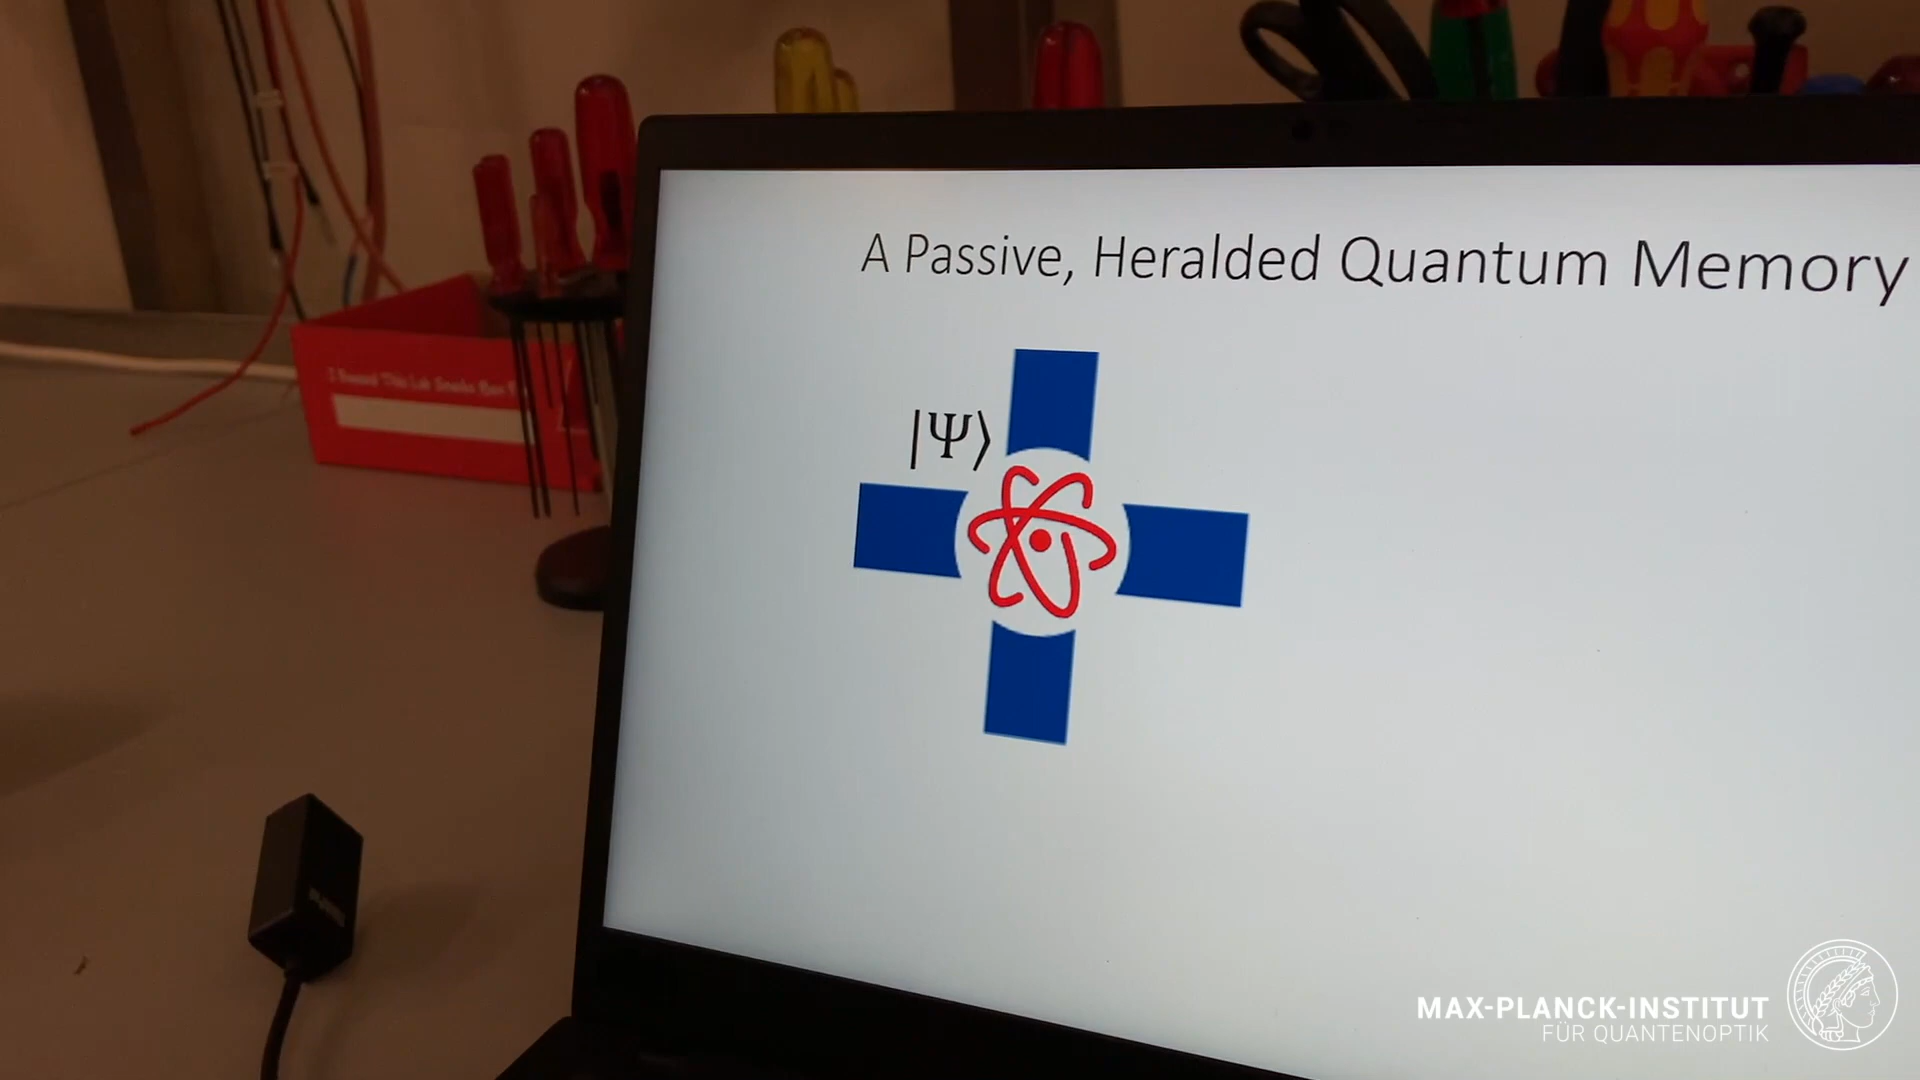 A Passive, Heralded Quantum Memory
|Ψ⟩
MAX-PLANCK-INSTITUT
FÜR QUANTENOPTIK